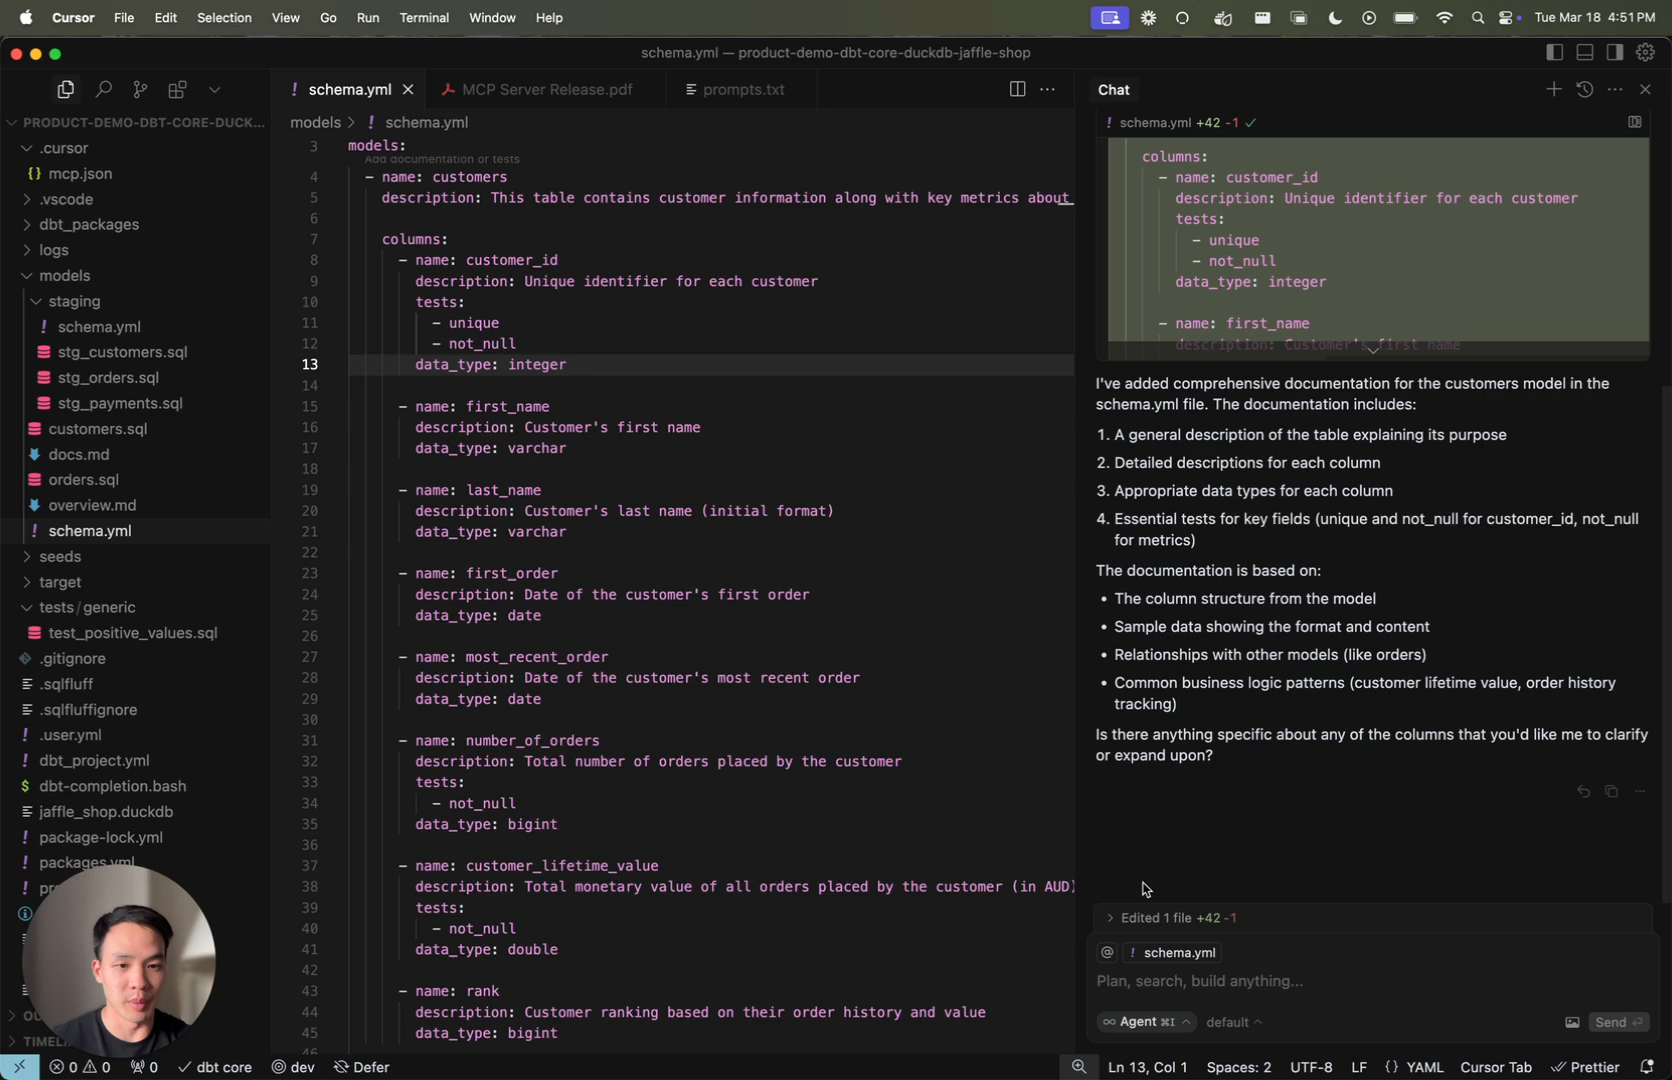 Cursor File Edit Selection View Go Run Terminal Window Help Tue Mar 18 4:51 PM
schema.yml — product-demo-dbt-core-duckdb-jaffle-shop
PRODUCT-DEMO-DBT-CORE-DUCK...
.cursor
mcp.json
.vscode
dbt_packages
logs
models
staging
schema.yml
stg_customers.sql
stg_orders.sql
stg_payments.sql
customers.sql
docs.md
orders.sql
overview.md
schema.yml
seeds
target
tests/generic
test_positive_values.sql
.gitignore
.sqlfluff
.sqlfluffignore
.user.yml
dbt_project.yml
dbt-completion.bash
jaffle_shop.duckdb
package-lock.yml
packages.yml
TIMELI
schema.yml MCP Server Release.pdf prompts.txt
models > schema.yml
3 models:
Add documentation or tests
4 - name: customers
5 description: This table contains customer information along with key metrics about
6
7 columns:
8 - name: customer_id
9 description: Unique identifier for each customer
10 tests:
11 - unique
12 - not_null
13 data_type: integer
14
15 - name: first_name
16 description: Customer's first name
17 data_type: varchar
18
19 - name: last_name
20 description: Customer's last name (initial format)
21 data_type: varchar
22
23 - name: first_order
24 description: Date of the customer's first order
25 data_type: date
26
27 - name: most_recent_order
28 description: Date of the customer's most recent order
29 data_type: date
30
31 - name: number_of_orders
32 description: Total number of orders placed by the customer
33 tests:
34 - not_null
35 data_type: bigint
36
37 - name: customer_lifetime_value
38 description: Total monetary value of all orders placed by the customer (in AUD)
39 tests:
40 - not_null
41 data_type: double
42
43 - name: rank
44 description: Customer ranking based on their order history and value
45 data_type: bigint
Chat
schema.yml +42 -1
columns:
- name: customer_id
description: Unique identifier for each customer
tests:
- unique
- not_null
data_type: integer
- name: first_name
description: Customer's first name
I've added comprehensive documentation for the customers model in the
schema.yml file. The documentation includes:
1. A general description of the table explaining its purpose
2. Detailed descriptions for each column
3. Appropriate data types for each column
4. Essential tests for key fields (unique and not_null for customer_id, not_null
for metrics)
The documentation is based on:
• The column structure from the model
• Sample data showing the format and content
• Relationships with other models (like orders)
• Common business logic patterns (customer lifetime value, order history
tracking)
Is there anything specific about any of the columns that you'd like me to clarify
or expand upon?
Edited 1 file +42 -1
@ ! schema.yml
Plan, search, build anything...
∞ Agent ⌘I default Send
0 0 0 dbt core dev Defer Ln 13, Col 1 Spaces: 2 UTF-8 LF {} YAML Cursor Tab Prettier